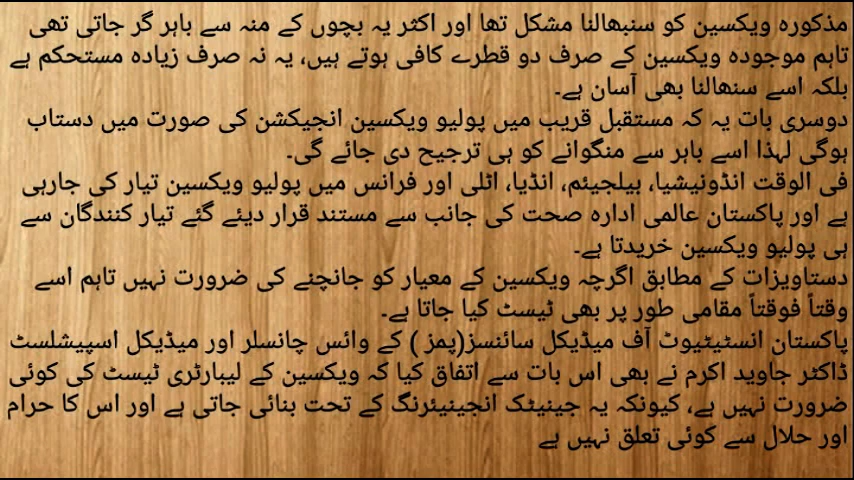 مذکورہ ویکسین کو سنبھالنا مشکل تھا اور اکثر یہ بچوں کے منہ سے باہر گر جاتی تھی
تاہم موجودہ ویکسین کے صرف دو قطرے کافی ہوتے ہیں، یہ نہ صرف زیادہ مستحکم ہے
بلکہ اسے سنھالنا بھی آسان ہے۔
دوسری بات یہ کہ مستقبل قریب میں پولیو ویکسین انجیکشن کی صورت میں دستاب
ہوگی لہذا اسے باہر سے منگوانے کو ہی ترجیح دی جائے گی۔
فی الوقت انڈونیشیا، بیلجیئم، انڈیا، اٹلی اور فرانس میں پولیو ویکسین تیار کی جارہی
ہے اور پاکستان عالمی ادارہ صحت کی جانب سے مستند قرار دیئے گئے تیار کنندگان سے
ہی پولیو ویکسین خریدتا ہے۔
دستاویزات کے مطابق اگرچہ ویکسین کے معیار کو جانچنے کی ضرورت نہیں تاہم اسے
وقتاً فوقتاً مقامی طور پر بھی ٹیسٹ کیا جاتا ہے۔
پاکستان انسٹیٹیوٹ آف میڈیکل سائنسز(پمز ) کے وائس چانسلر اور میڈیکل اسپیشلسٹ
ڈاکٹر جاوید اکرم نے بھی اس بات سے اتفاق کیا کہ ویکسین کے لیبارٹری ٹیسٹ کی کوئی
ضرورت نہیں ہے، کیونکہ یہ جینیٹک انجینیئرنگ کے تحت بنائی جاتی ہے اور اس کا حرام
اور حلال سے کوئی تعلق نہیں ہے